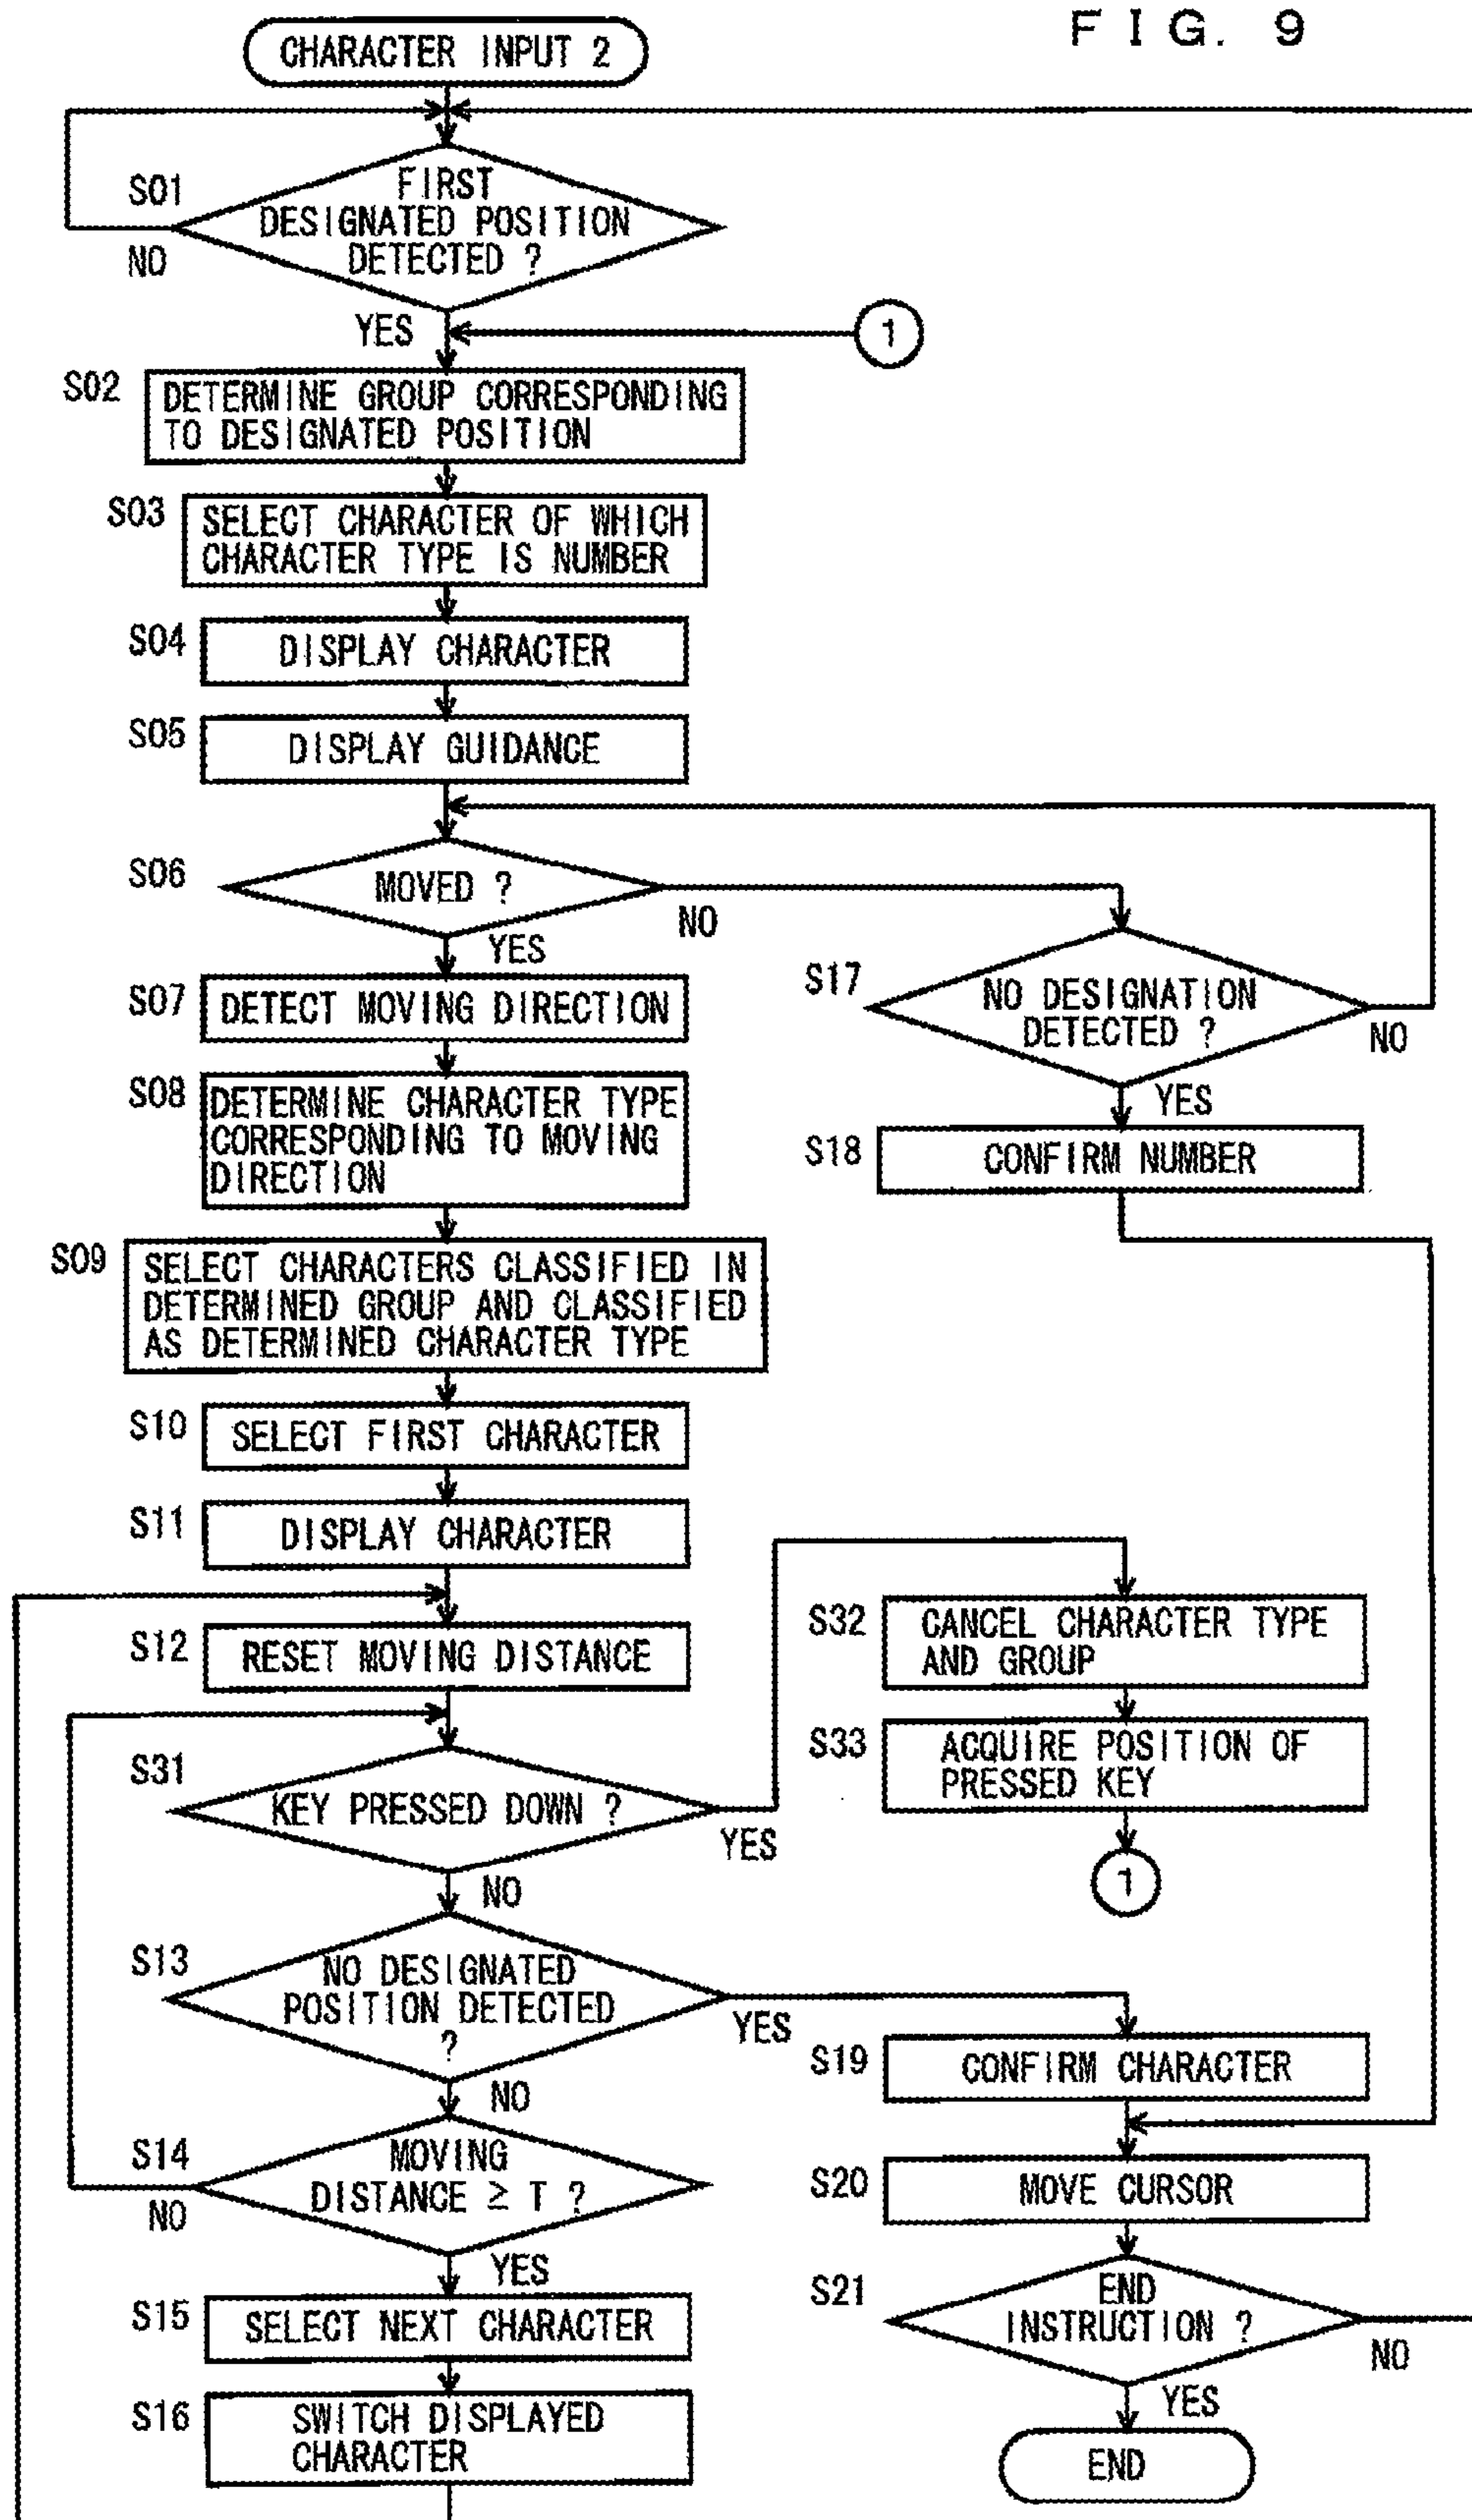 FIG. 9
CHARACTER INPUT 2
S01
FIRST
DESIGNATED POSITION
DETECTED ?
NO
YES
1
S02
DETERMINE GROUP CORRESPONDING
TO DESIGNATED POSITION
S03
SELECT CHARACTER OF WHICH
CHARACTER TYPE IS NUMBER
S04
DISPLAY CHARACTER
S05
DISPLAY GUIDANCE
S06
MOVED ?
NO
YES
S07
DETECT MOVING DIRECTION
S17
NO DESIGNATION
DETECTED ?
NO
YES
S08
DETERMINE CHARACTER TYPE
CORRESPONDING TO MOVING
DIRECTION
S18
CONFIRM NUMBER
S09
SELECT CHARACTERS CLASSIFIED IN
DETERMINED GROUP AND CLASSIFIED
AS DETERMINED CHARACTER TYPE
S10
SELECT FIRST CHARACTER
S11
DISPLAY CHARACTER
S12
RESET MOVING DISTANCE
S32
CANCEL CHARACTER TYPE
AND GROUP
S31
KEY PRESSED DOWN ?
YES
NO
S33
ACQUIRE POSITION OF
PRESSED KEY
1
S13
NO DESIGNATED
POSITION DETECTED
?
YES
NO
S19
CONFIRM CHARACTER
S14
MOVING
DISTANCE ≥ T ?
NO
YES
S20
MOVE CURSOR
S15
SELECT NEXT CHARACTER
S21
END
INSTRUCTION ?
NO
YES
S16
SWITCH DISPLAYED
CHARACTER
END